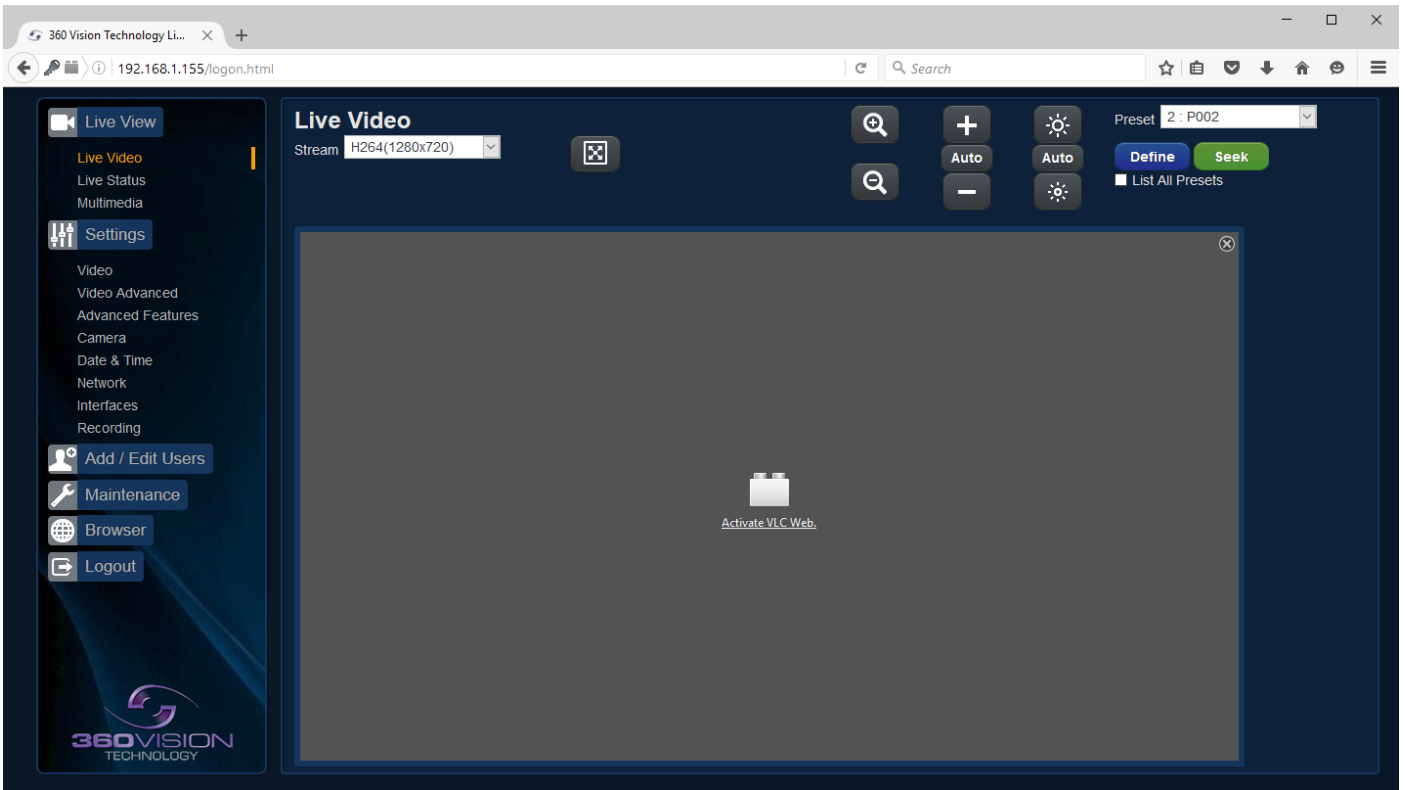 360 Vision Technology Li...
192.168.1.155/logon.html
Search
Live View
Live Video
Live Status
Multimedia
Settings
Video
Video Advanced
Advanced Features
Camera
Date & Time
Network
Interfaces
Recording
Add / Edit Users
Maintenance
Browser
Logout
360VISION
TECHNOLOGY
Live Video
Stream H264(1280x720)
Auto
Auto
Preset 2 : P002
Define Seek
List All Presets
Activate VLC Web.